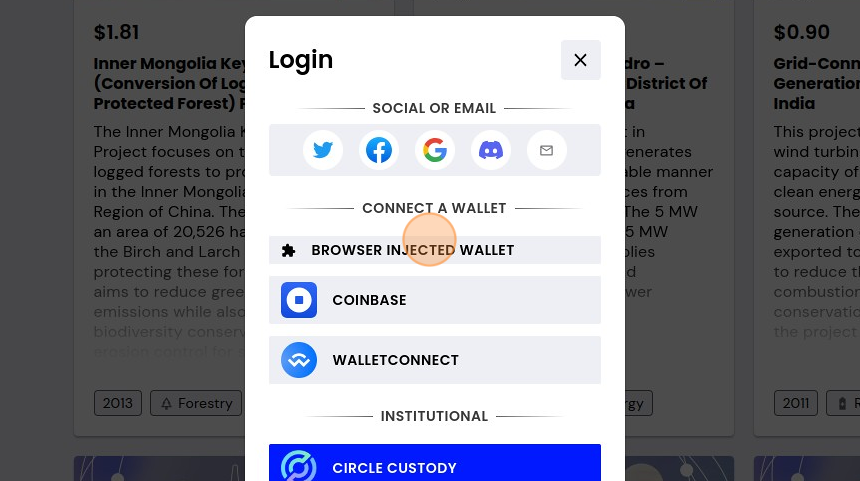 $1.81
$0.90
Login
Inner Mongolia Key
dro –
Grid-Conn
(Conversion Of Log
District Of
Generation
Protected Forest) R
a
India
SOCIAL OR EMAIL
The Inner Mongolia K
t in
This project
Project focuses on t
enerates
wind turbin
logged forests to pro
able manner
capacity of
in the Inner Mongolia
ces from
clean energ
Region of China. The
The 5 MW
source. The
CONNECT A WALLET
an area of 20,526 ha
5 MW
generation
the Birch and Larch
plies
exported to
BROWSER INJECTED WALLET
protecting these for
d
to reduce th
aims to reduce gree
wer
combustion
COINBASE
emissions while also
conservatio
biodiversity conserv
the project
erosion control for t
WALLETCONNECT
2013
Forestry
rgy
2011
R
INSTITUTIONAL
CIRCLE CUSTODY